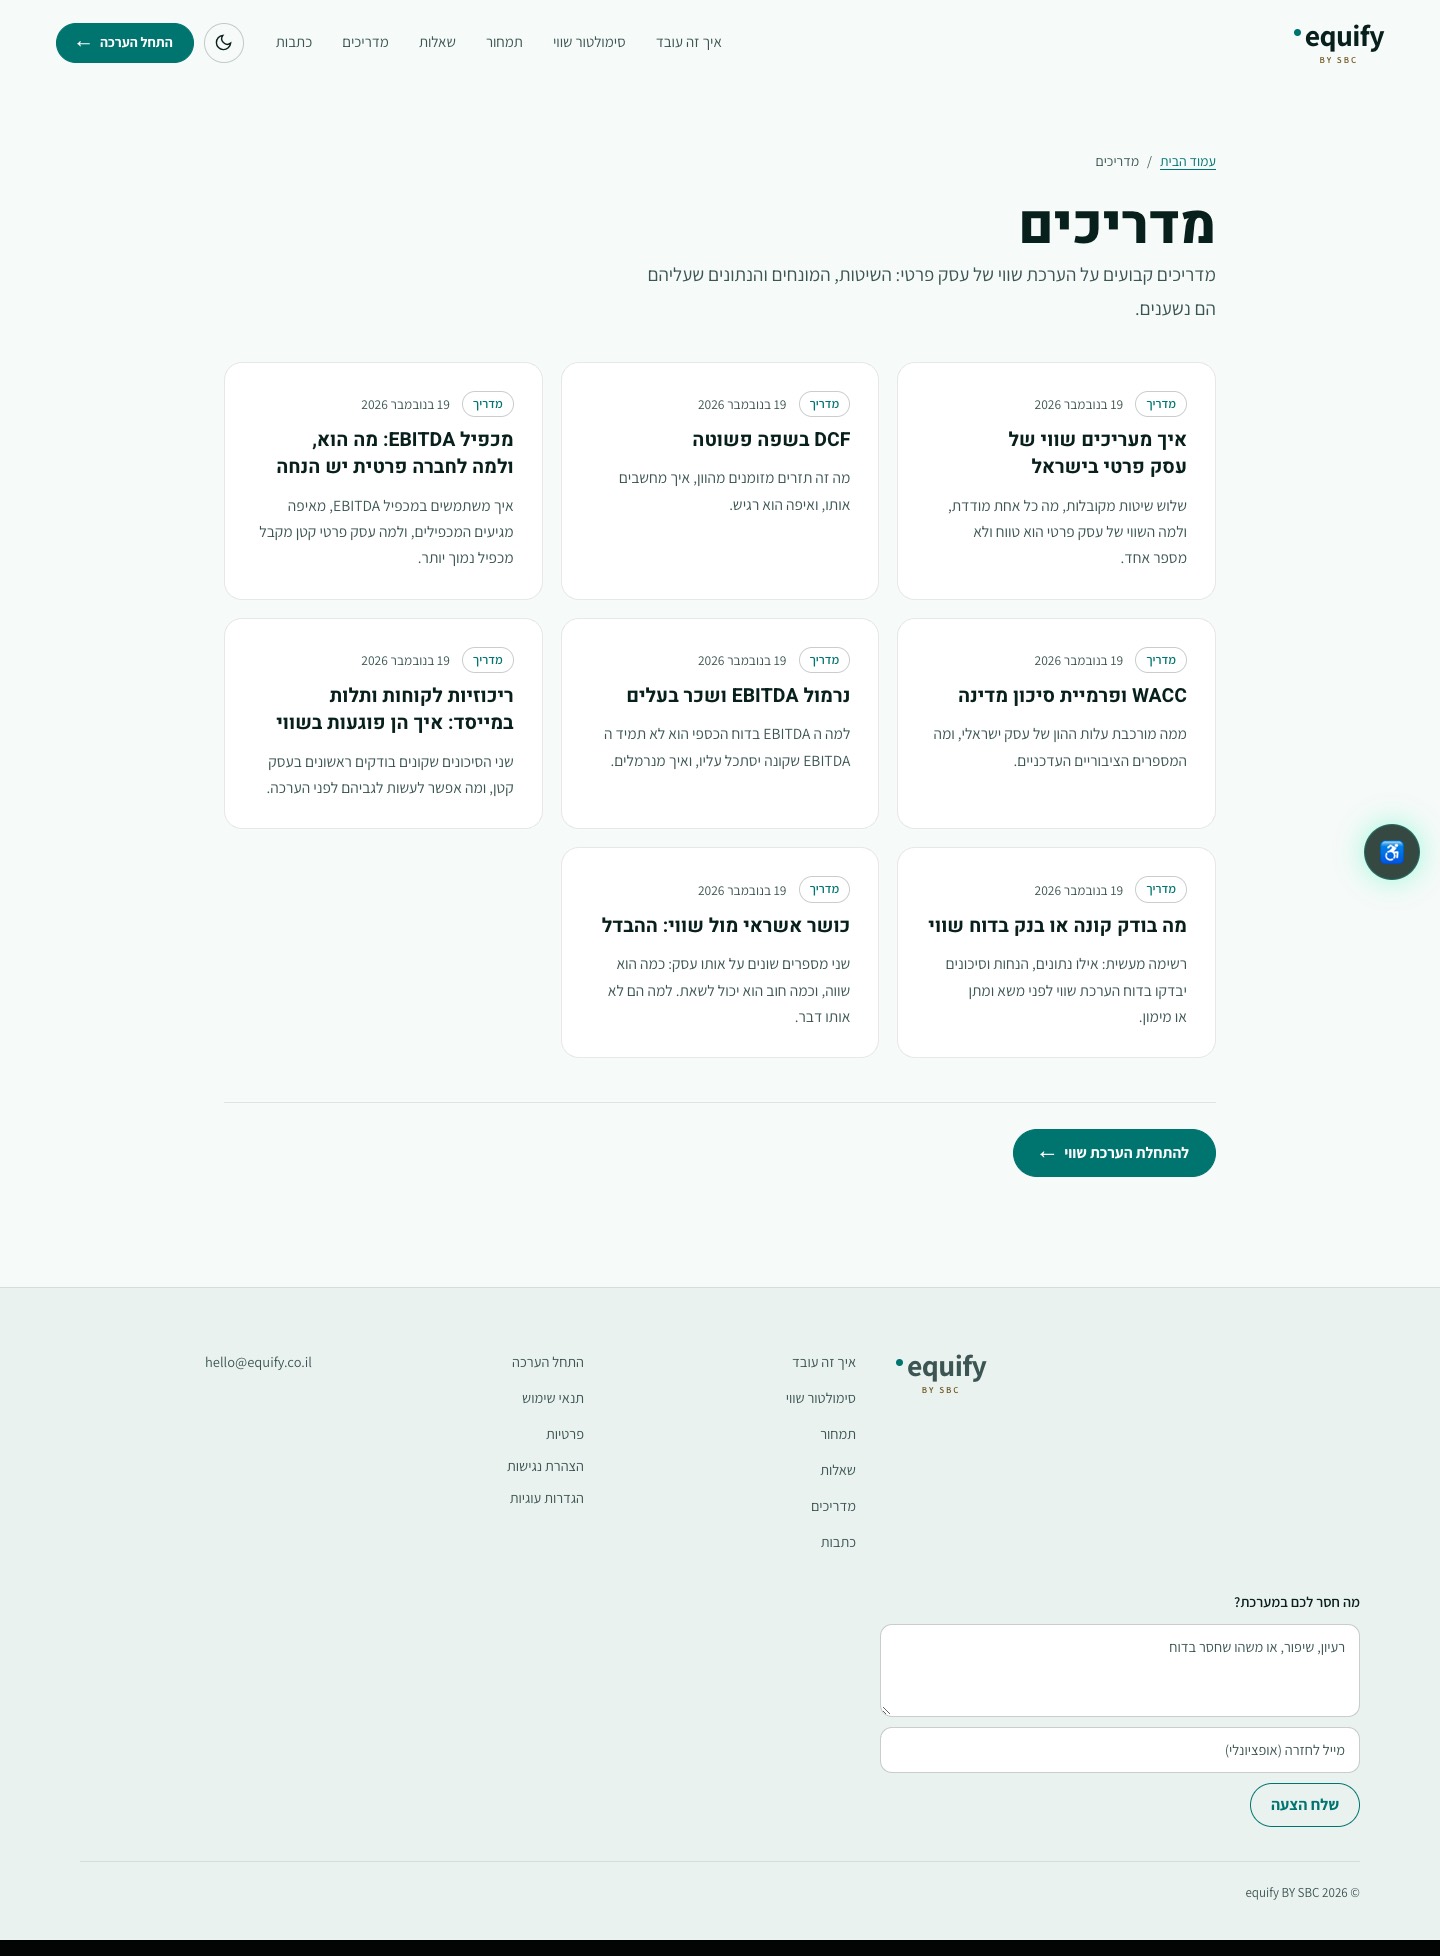 equify
BY SBC
איך זה עובד
סימולטור שווי
תמחור
שאלות
מדריכים
כתבות
התחל הערכה ←
עמוד הבית / מדריכים
מדריכים
מדריכים קבועים על הערכת שווי של עסק פרטי: השיטות, המונחים והנתונים שעליהם
הם נשענים.
מדריך 19 בנובמבר 2026
איך מעריכים שווי של
עסק פרטי בישראל
שלוש שיטות מקובלות, מה כל אחת מודדת,
ולמה השווי של עסק פרטי הוא טווח ולא
מספר אחד.
מדריך 19 בנובמבר 2026
DCF בשפה פשוטה
מה זה תזרים מזומנים מהוון, איך מחשבים
אותו, ואיפה הוא רגיש.
מדריך 19 בנובמבר 2026
מכפיל EBITDA: מה הוא,
ולמה לחברה פרטית יש הנחה
איך משתמשים במכפיל EBITDA, מאיפה
מגיעים המכפילים, ולמה עסק פרטי קטן מקבל
מכפיל נמוך יותר.
מדריך 19 בנובמבר 2026
WACC ופרמיית סיכון מדינה
ממה מורכבת עלות ההון של עסק ישראלי, ומה
המספרים הציבוריים העדכניים.
מדריך 19 בנובמבר 2026
נרמול EBITDA ושכר בעלים
למה ה EBITDA בדוח הכספי הוא לא תמיד ה
EBITDA שקונה יסתכל עליו, ואיך מנרמלים.
מדריך 19 בנובמבר 2026
ריכוזיות לקוחות ותלות
במייסד: איך הן פוגעות בשווי
שני הסיכונים שקונים בודקים ראשונים בעסק
קטן, ומה אפשר לעשות לגביהם לפני הערכה.
מדריך 19 בנובמבר 2026
מה בודק קונה או בנק בדוח שווי
רשימה מעשית: אילו נתונים, הנחות וסיכונים
יבדקו בדוח הערכת שווי לפני משא ומתן
או מימון.
מדריך 19 בנובמבר 2026
כושר אשראי מול שווי: ההבדל
שני מספרים שונים על אותו עסק: כמה הוא
שווה, וכמה חוב הוא יכול לשאת. למה הם לא
אותו דבר.
להתחלת הערכת שווי ←
equify
BY SBC
איך זה עובד
סימולטור שווי
תמחור
שאלות
מדריכים
כתבות
התחל הערכה
תנאי שימוש
פרטיות
הצהרת נגישות
הגדרות עוגיות
hello@equify.co.il
מה חסר לכם במערכת?
רעיון, שיפור, או משהו שחסר בדוח
מייל לחזרה (אופציונלי)
שלח הצעה
© 2026 equify BY SBC